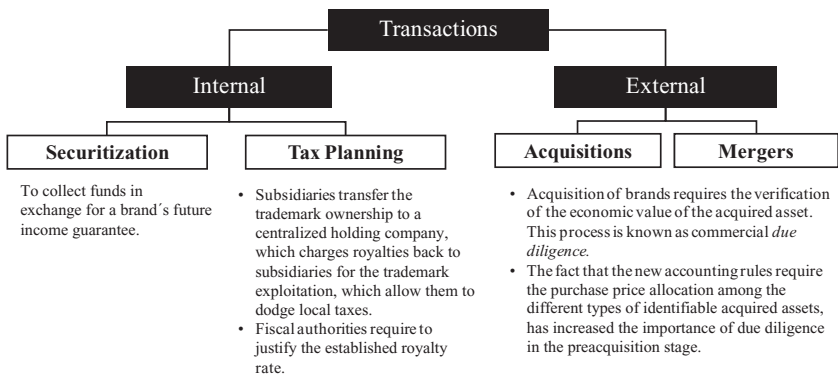 Transactions
Internal
External
Securitization
Tax Planning
Acquisitions
Mergers
To collect funds in
exchange for a brand´s future
income guarantee.
• Subsidiaries transfer the
trademark ownership to a
centralized holding company,
which charges royalties back to
subsidiaries for the trademark
exploitation, which allow them to
dodge local taxes.
• Fiscal authorities require to
justify the established royalty
rate.
• Acquisition of brands requires the verification
of the economic value of the acquired asset.
This process is known as commercial due
diligence.
• The fact that the new accounting rules require
the purchase price allocation among the
different types of identifiable acquired assets,
has increased the importance of due diligence
in the preacquisition stage.